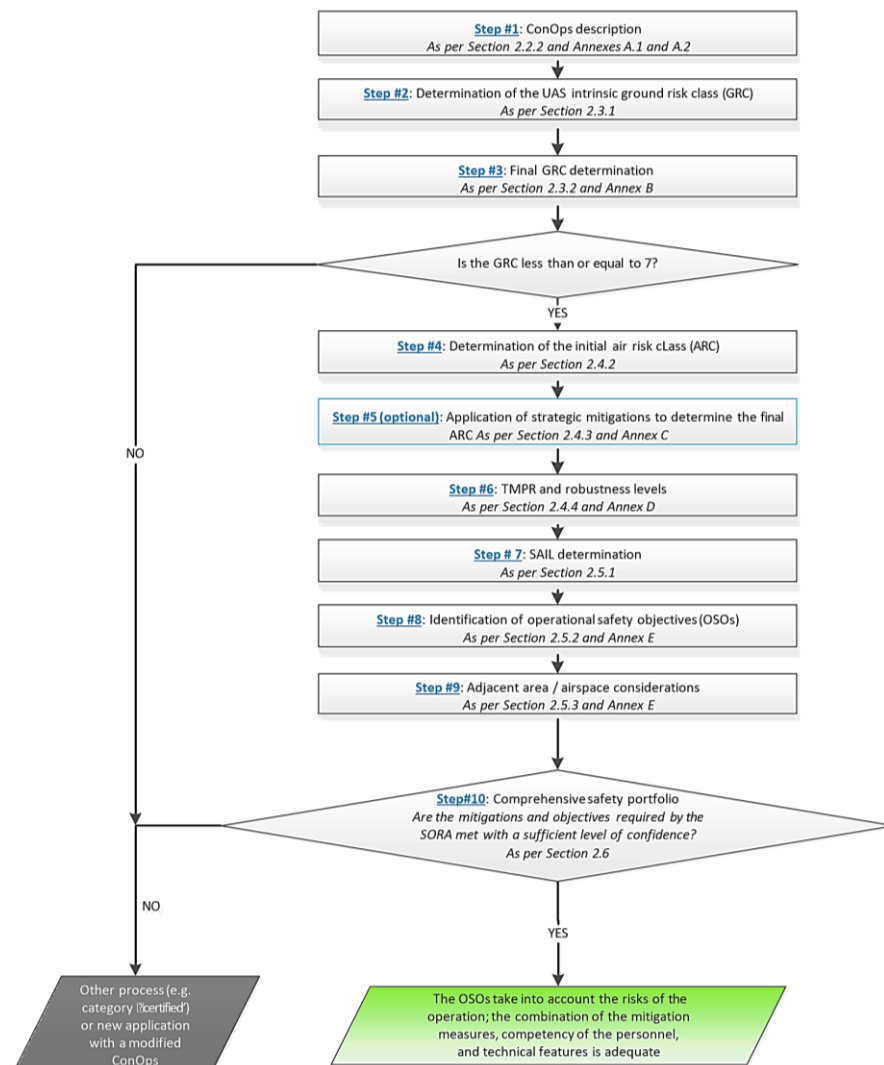 Step #1: ConOps description
As per Section 2.2.2 and Annexes A.1 and A.2
Step #2: Determination of the UAS intrinsic ground risk class (GRC)
As per Section 2.3.1
Step #3: Final GRC determination
As per Section 2.3.2 and Annex B
Is the GRC less than or equal to 7?
YES
Step #4: Determination of the initial air risk cLass (ARC)
As per Section 2.4.2
Step #5 (optional): Application of strategic mitigations to determine the final
ARC As per Section 2.4.3 and Annex C
NO
Step #6: TMPR and robustness levels
As per Section 2.4.4 and Annex D
Step # 7: SAIL determination
As per Section 2.5.1
Step #8: Identification of operational safety objectives (OSOs)
As per Section 2.5.2 and Annex E
Step #9: Adjacent area / airspace considerations
As per Section 2.5.3 and Annex E
Step#10: Comprehensive safety portfolio
Are the mitigations and objectives required by the
SORA met with a sufficient level of confidence?
As per Section 2.6
NO
YES
Other process (e.g.
category certified')
or new application
with a modified
ConOps
The OSOs take into account the risks of the
operation; the combination of the mitigation
measures, competency of the personnel,
and technical features is adequate